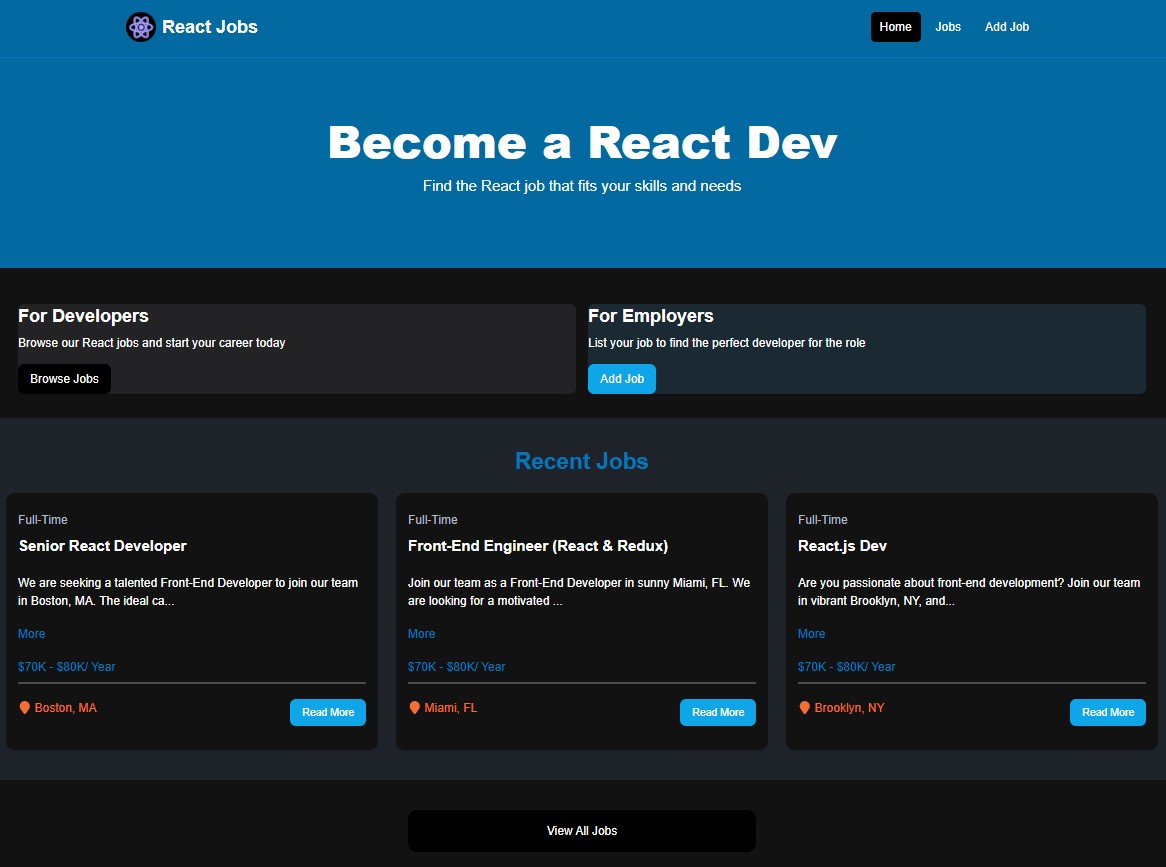 React Jobs
Home
Jobs
Add Job
Become a React Dev
Find the React job that fits your skills and needs
For Developers
Browse our React jobs and start your career today
Browse Jobs
For Employers
List your job to find the perfect developer for the role
Add Job
Recent Jobs
Full-Time
Senior React Developer
We are seeking a talented Front-End Developer to join our team
in Boston, MA. The ideal ca...
More
$70K - $80K/ Year
Boston, MA
Read More
Full-Time
Front-End Engineer (React & Redux)
Join our team as a Front-End Developer in sunny Miami, FL. We
are looking for a motivated ...
More
$70K - $80K/ Year
Miami, FL
Read More
Full-Time
React.js Dev
Are you passionate about front-end development? Join our team
in vibrant Brooklyn, NY, and...
More
$70K - $80K/ Year
Brooklyn, NY
Read More
View All Jobs